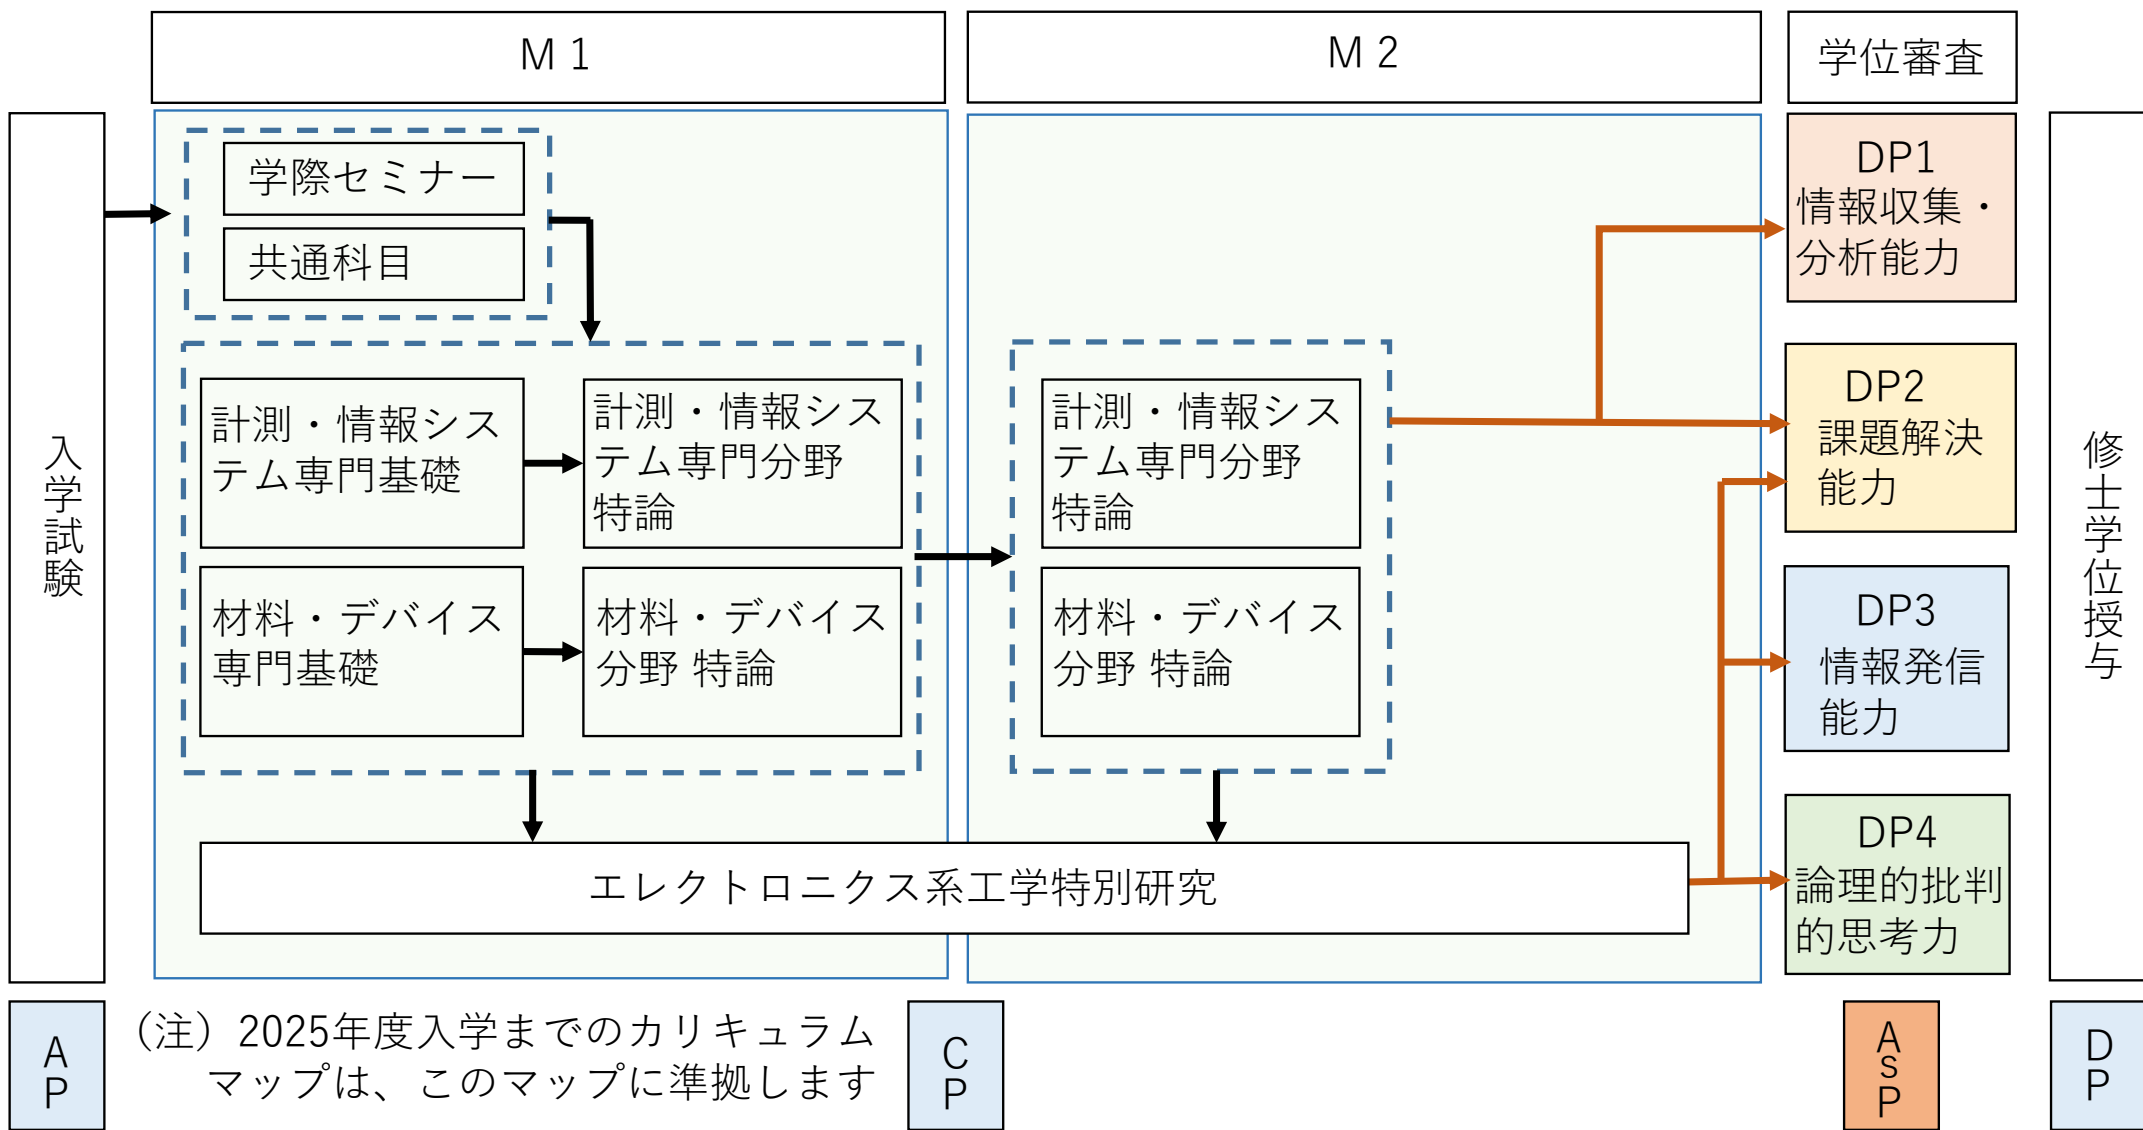 M 1
M 2
学位審査
入学試験
学際セミナー
共通科目
計測・情報シス
テム専門基礎
計測・情報シス
テム専門分野
特論
材料・デバイス
専門基礎
材料・デバイス
分野 特論
計測・情報シス
テム専門分野
特論
材料・デバイス
分野 特論
エレクトロニクス系工学特別研究
DP1
情報収集・
分析能力
DP2
課題解決
能力
DP3
情報発信
能力
DP4
論理的批判
的思考力
修士学位授与
AP
（注）2025年度入学までのカリキュラム
マップは、このマップに準拠します
CP
AsP
DP